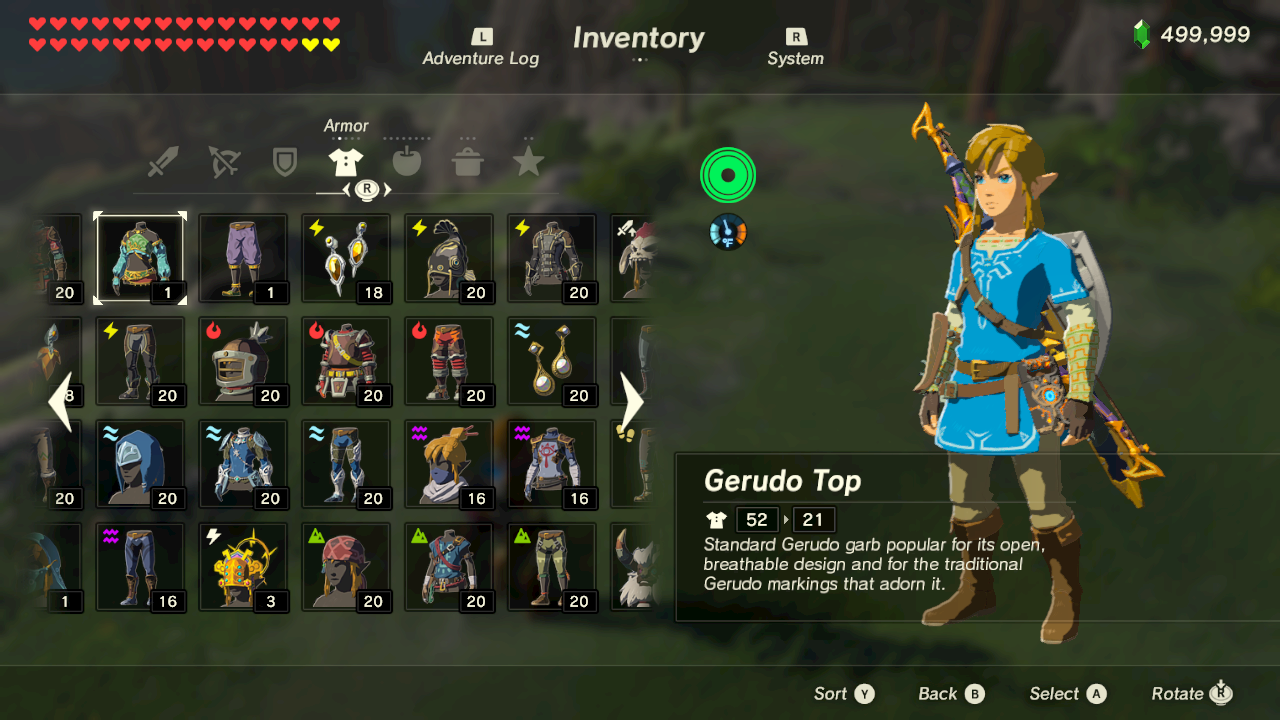 L
Adventure Log
Inventory
R
System
499,999
Armor
R
20
1
1
18
20
20
8
20
20
20
20
20
20
20
20
20
16
16
1
16
3
20
20
20
°F
Gerudo Top
52
21
Standard Gerudo garb popular for its open,
breathable design and for the traditional
Gerudo markings that adorn it.
Sort Y
Back B
Select A
Rotate R